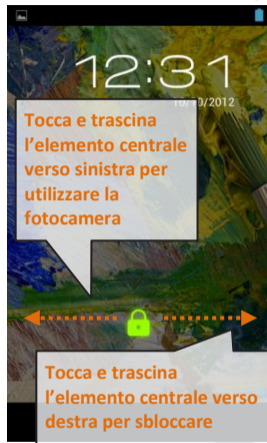 12:31
10/10/2012
Tocca e trascina
l’elemento centrale
verso sinistra per
utilizzare la
fotocamera
Tocca e trascina
l’elemento centrale verso
destra per sbloccare